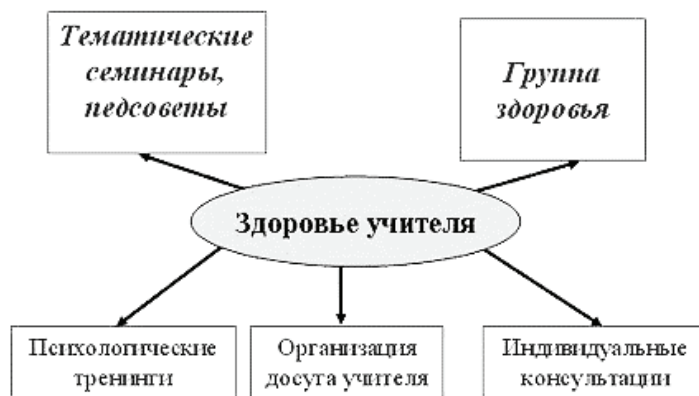 Тематические
семинары,
педсоветы
Группа
здоровья
Здоровье учителя
Психологические
тренинги
Организация
досуга учителя
Индивидуальные
консультации